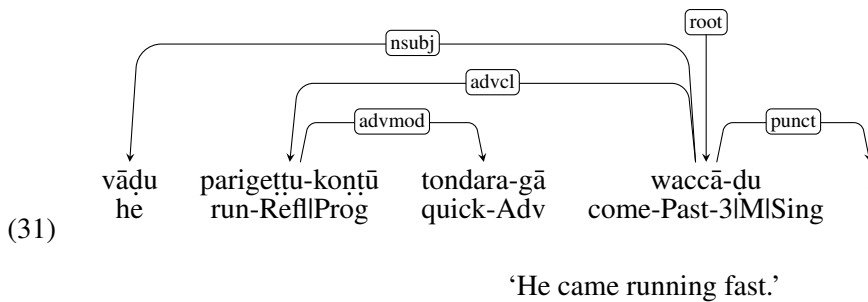 root
nsubj
advcl
advmod punct
vāḍu parigeṭṭu-koṇṭū tondara-gā waccā-ḍu
(31) he run-Refl|Prog quick-Adv come-Past-3|M|Sing
‘He came running fast.’